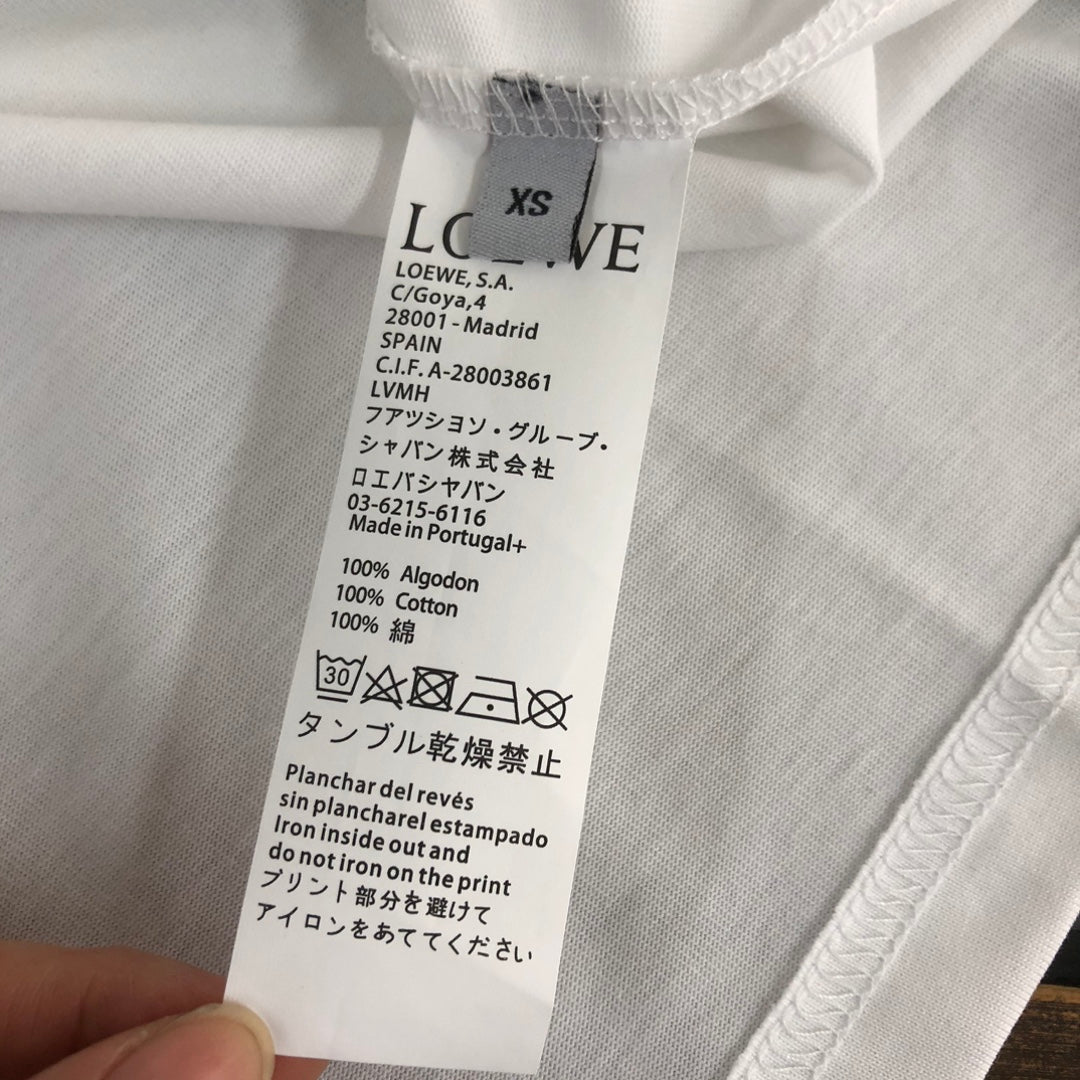 XS
LOEWE
LOEWE, S.A.
C/Goya,4
28001 - Madrid
SPAIN
C.I.F. A-28003861
LVMH
フアツシヨソ・グループ・
シャバン株式会社
ロエバシヤバン
03-6215-6116
Made in Portugal+
100% Algodon
100% Cotton
100% 綿
30
タンブル乾燥禁止
Planchar del revés
sin plancharel estampado
Iron inside out and
do not iron on the print
プリント部分を避けて
アイロンをあててください